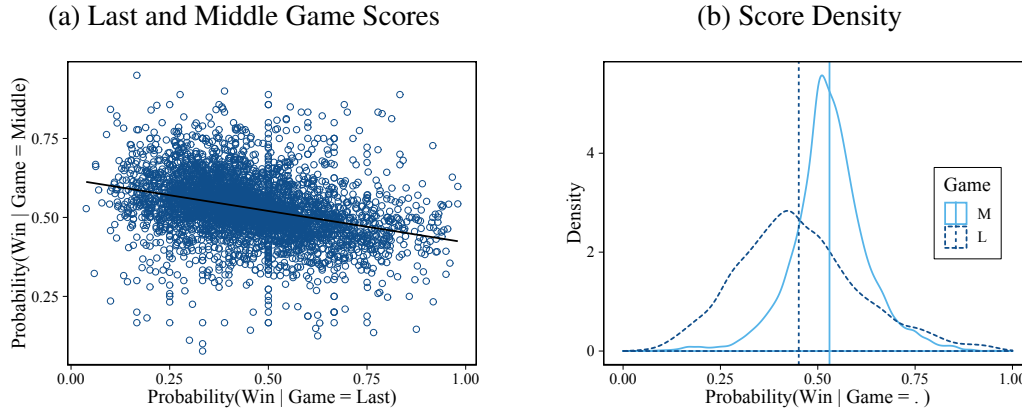 (a) Last and Middle Game Scores
Probability(Win | Game = Middle)
0.75
0.50
0.25
0.00
0.25
0.50
0.75
1.00
Probability(Win | Game = Last)
(b) Score Density
Density
4
2
0
0.00
0.25
0.50
0.75
1.00
Probability(Win | Game = . )
Game
M
L